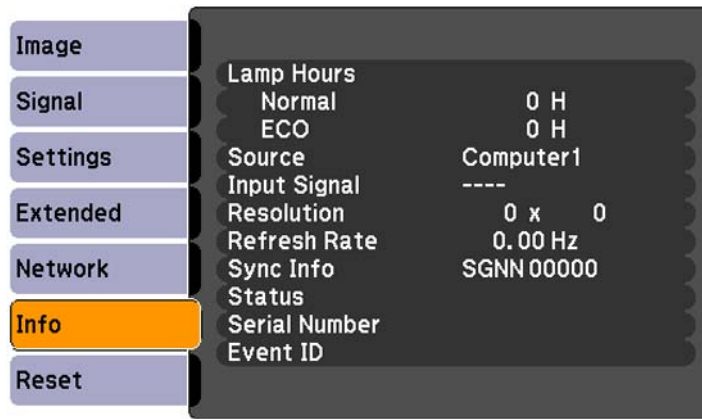 Image
Signal
Settings
Extended
Network
Info
Reset
Lamp Hours
Normal 0 H
ECO 0 H
Source Computer1
Input Signal ----
Resolution 0 x 0
Refresh Rate 0.00 Hz
Sync Info SGNN 00000
Status
Serial Number
Event ID